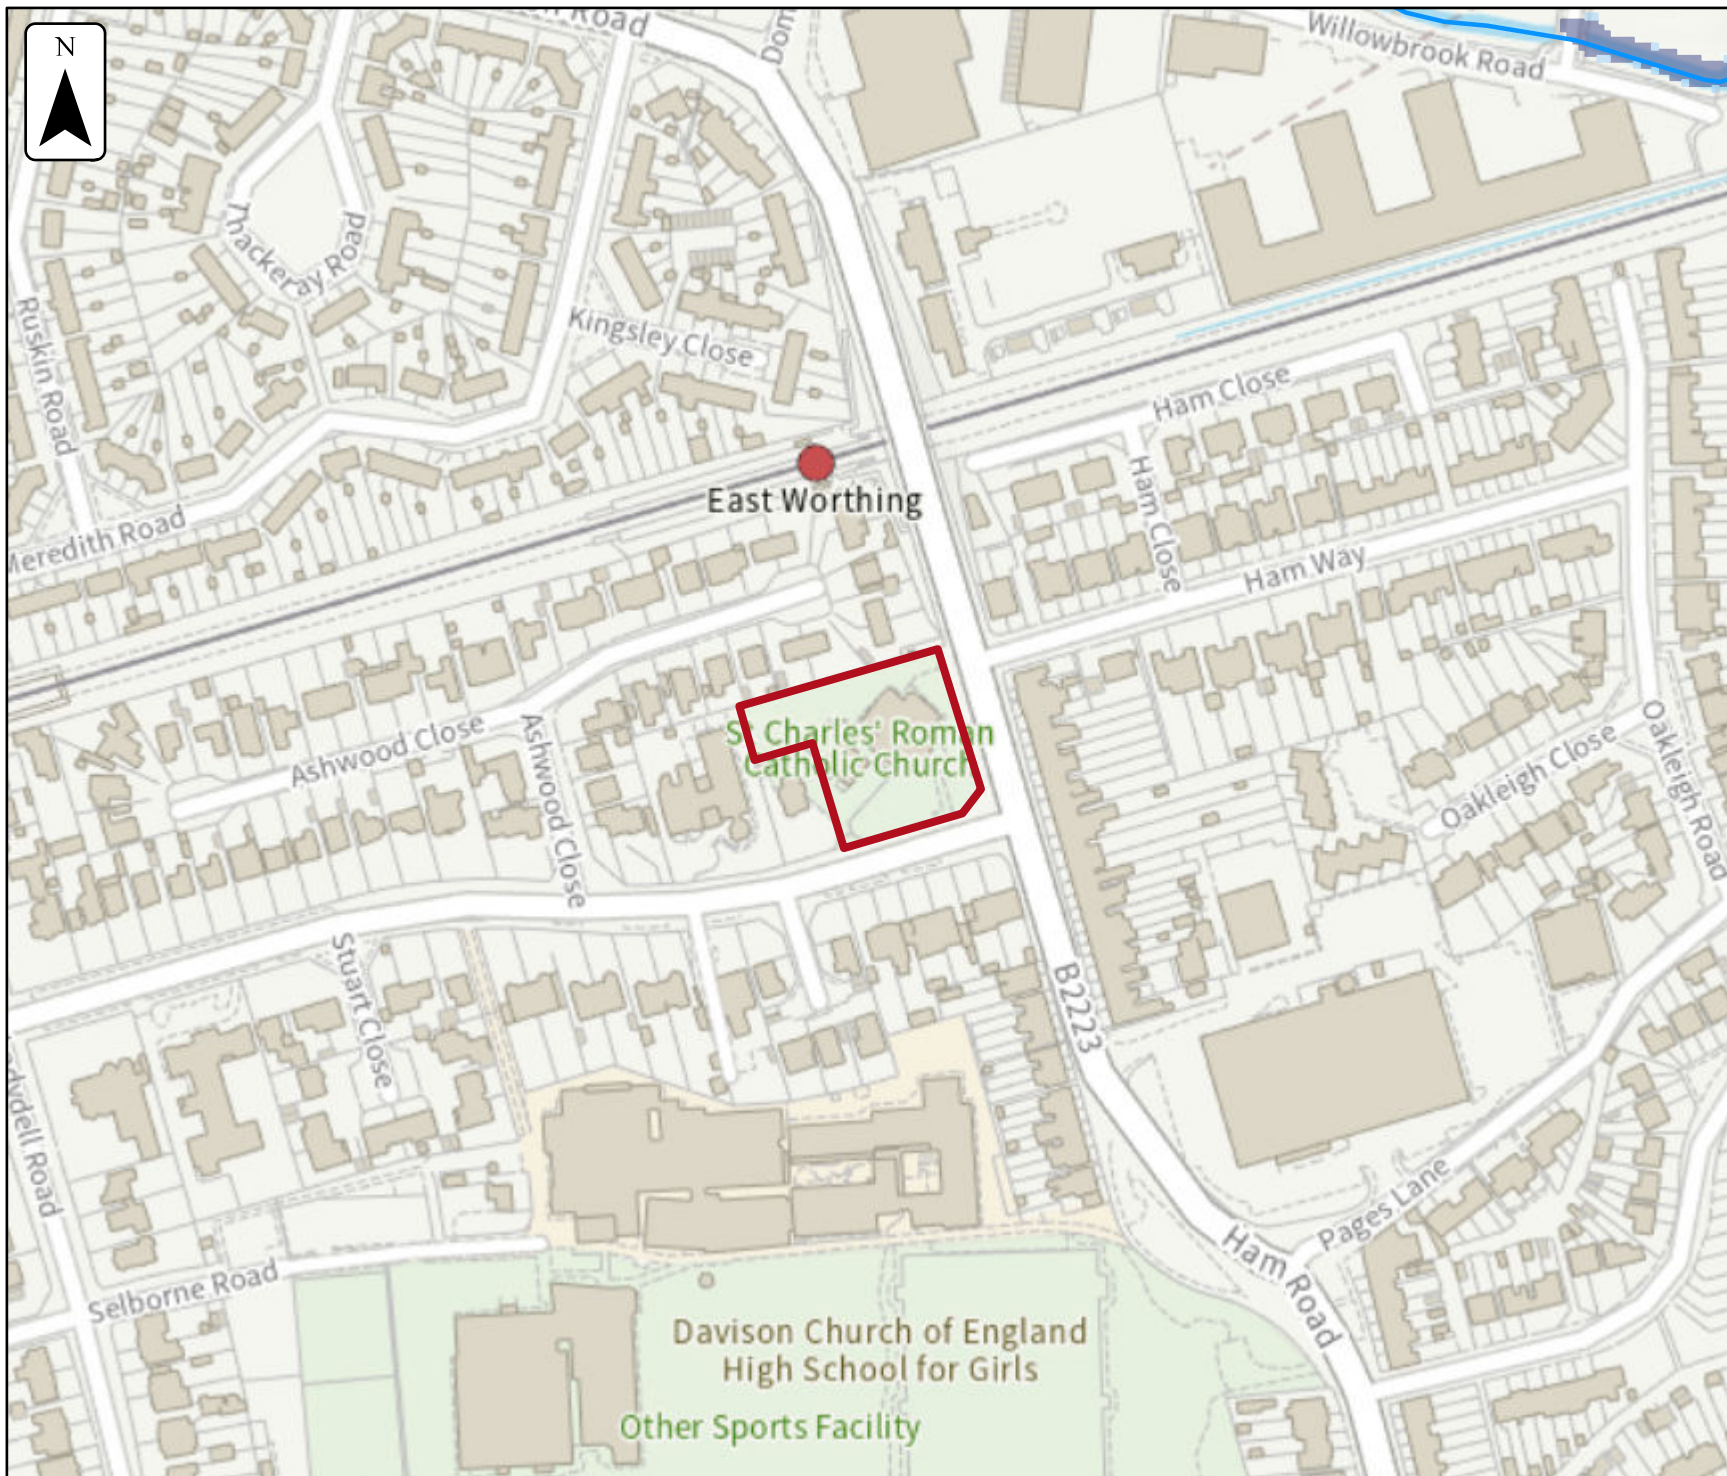 N
Road
Willowbrook Road
Thackeray Road
Ruskin Road
Kingsley Close
Ham Close
East Worthing
Ham Close
Meredith Road
Ham Way
St Charles' Roman
Catholic Church
Ashwood Close
Ashwood Close
Oakleigh Close
Oakleigh Road
Stuart Close
B2223
Road
Pages Lane
Ham Road
Selborne Road
Davison Church of England
High School for Girls
Other Sports Facility